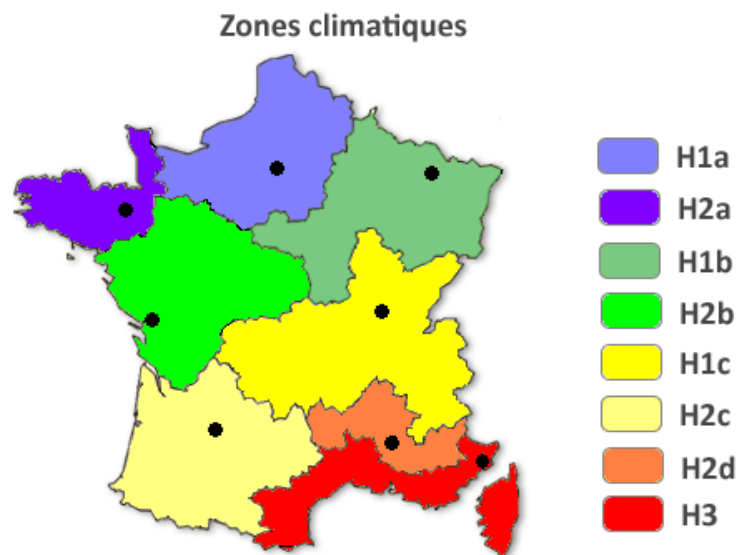 Zones climatiques
H1a
H2a
H1b
H2b
H1c
H2c
H2d
H3